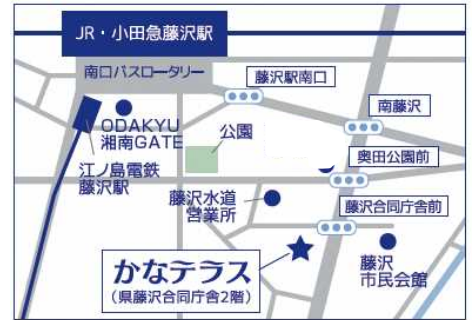 JR・小田急藤沢駅
南口バスロータリー
藤沢駅南口
ODAKYU
湘南GATE
公園
南藤沢
江ノ島電鉄
藤沢駅
奥田公園前
藤沢水道
営業所
藤沢合同庁舎前
かなテラス
(県藤沢合同庁舎2階)
藤沢
市民会館